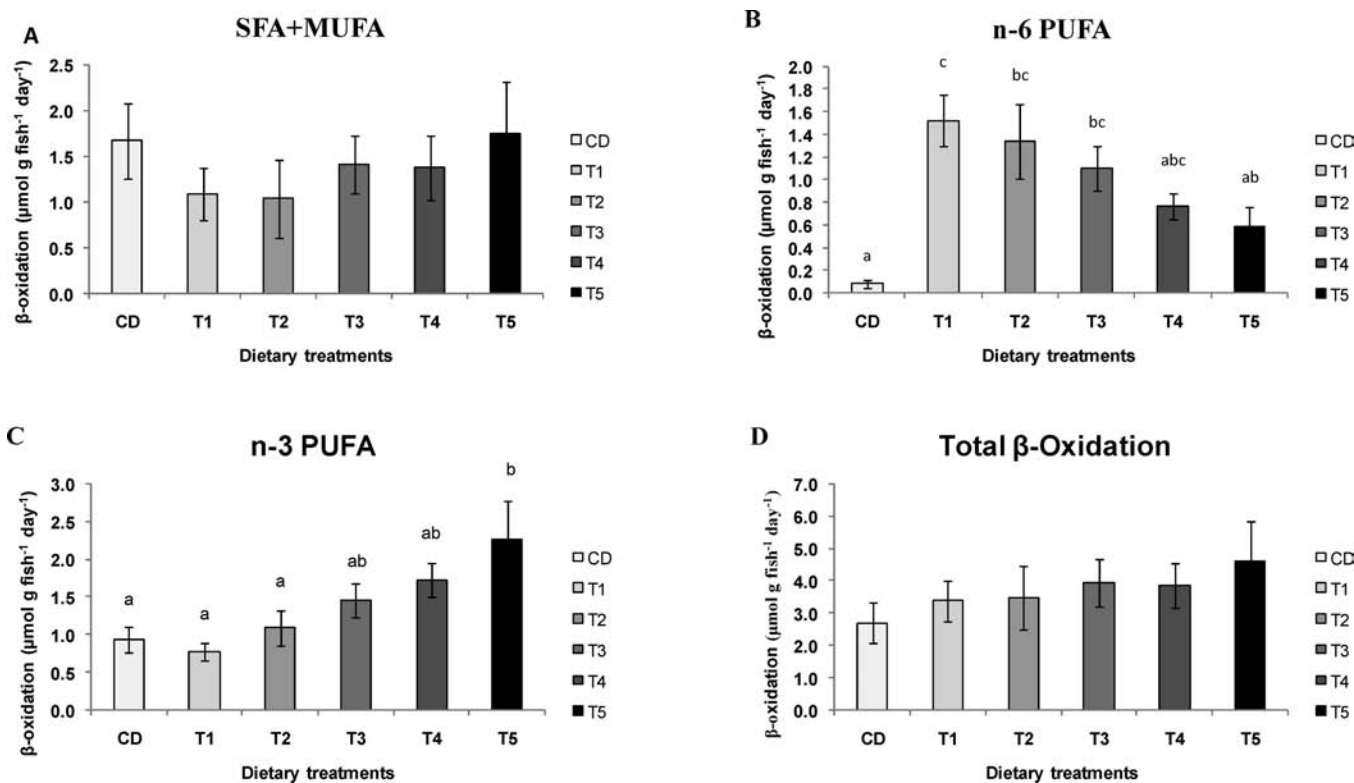 A
SFA+MUFA
β-oxidation (µmol g fish⁻¹ day⁻¹)
2.5
2.0
1.5
1.0
0.5
0.0
CD T1 T2 T3 T4 T5
Dietary treatments
CD
T1
T2
T3
T4
T5
B
n-6 PUFA
β-oxidation (µmol g fish⁻¹ day⁻¹)
2.0
1.8
1.6
1.4
1.2
1.0
0.8
0.6
0.4
0.2
0.0
a c bc bc abc ab
CD T1 T2 T3 T4 T5
Dietary treatments
CD
T1
T2
T3
T4
T5
C
n-3 PUFA
β-oxidation (µmol g fish⁻¹ day⁻¹)
3.0
2.5
2.0
1.5
1.0
0.5
0.0
a a a ab ab b
CD T1 T2 T3 T4 T5
Dietary treatments
CD
T1
T2
T3
T4
T5
D
Total β-Oxidation
β-oxidation (µmol g fish⁻¹ day⁻¹)
7.0
6.0
5.0
4.0
3.0
2.0
1.0
0.0
CD T1 T2 T3 T4 T5
Dietary treatments
CD
T1
T2
T3
T4
T5